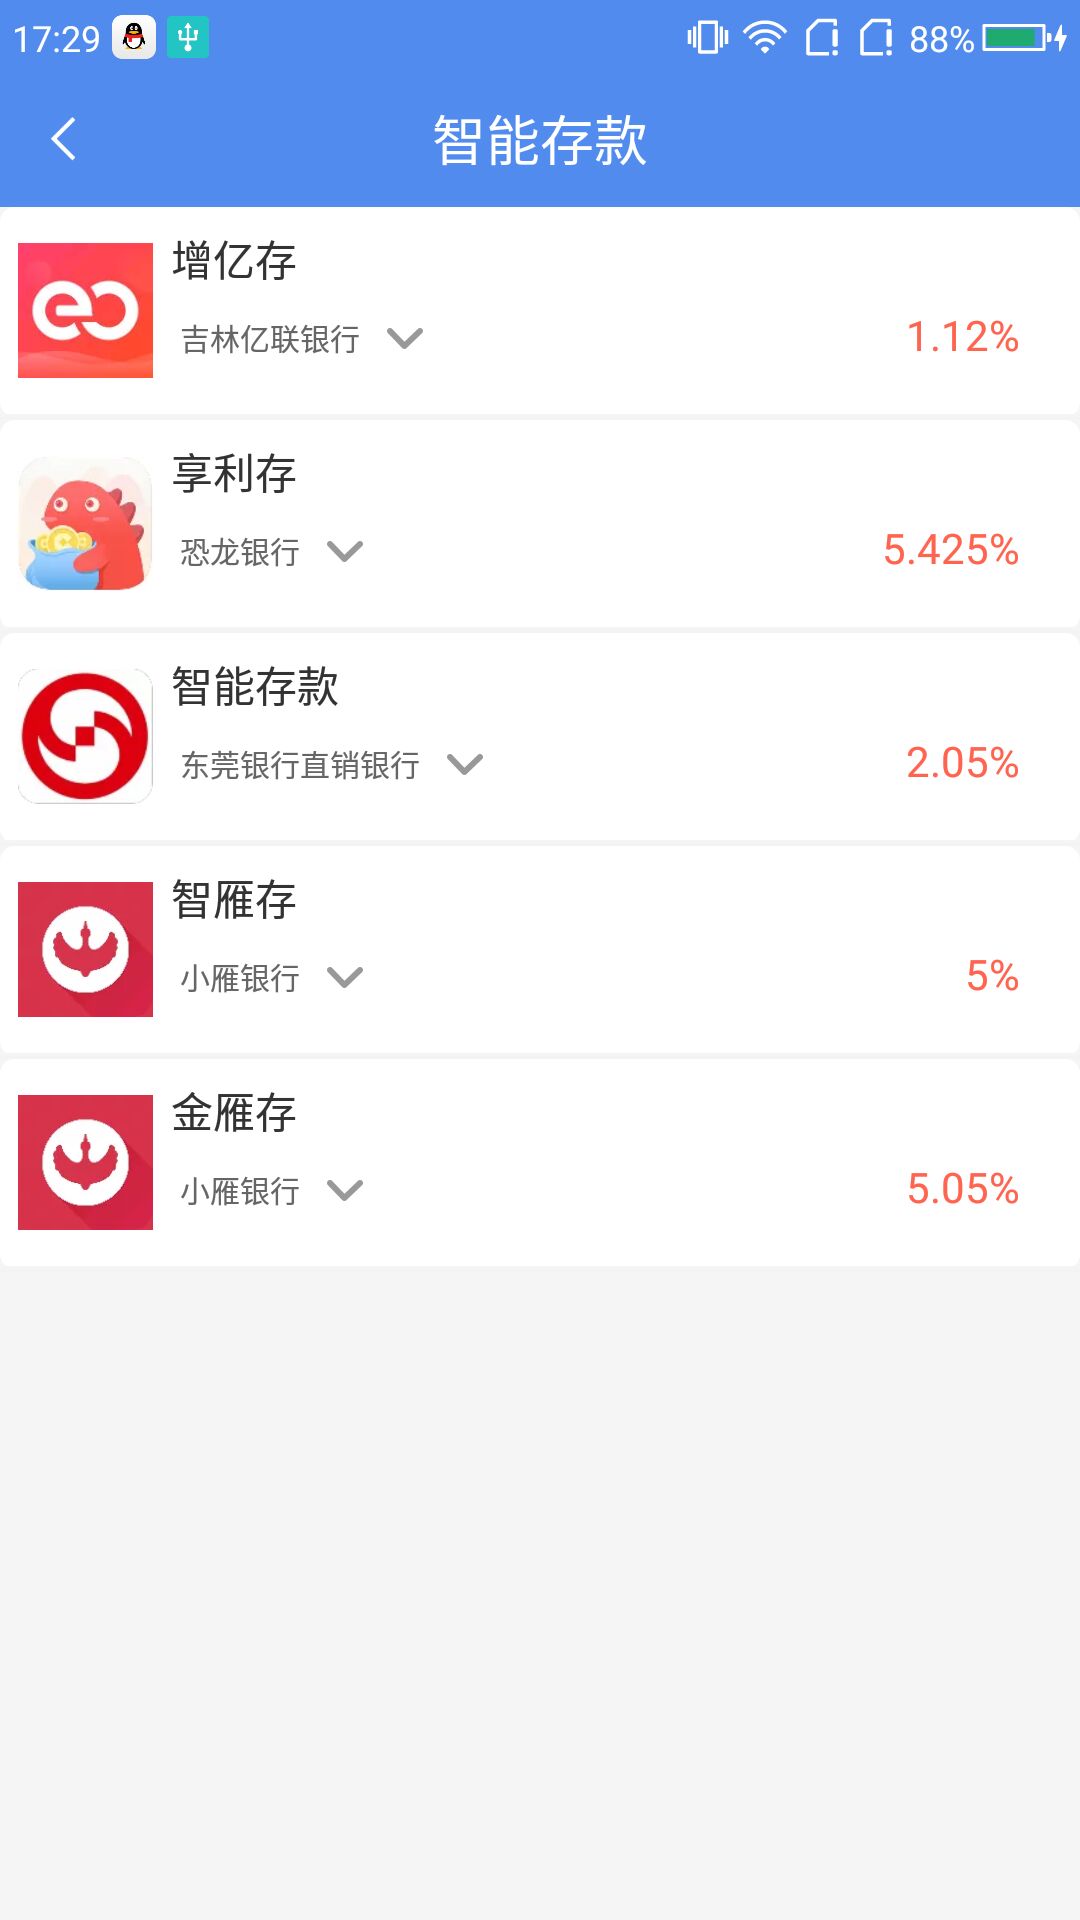 17:29 88%
智能存款
增亿存
吉林亿联银行 1.12%
享利存
恐龙银行 5.425%
智能存款
东莞银行直销银行 2.05%
智雁存
小雁银行 5%
金雁存
小雁银行 5.05%